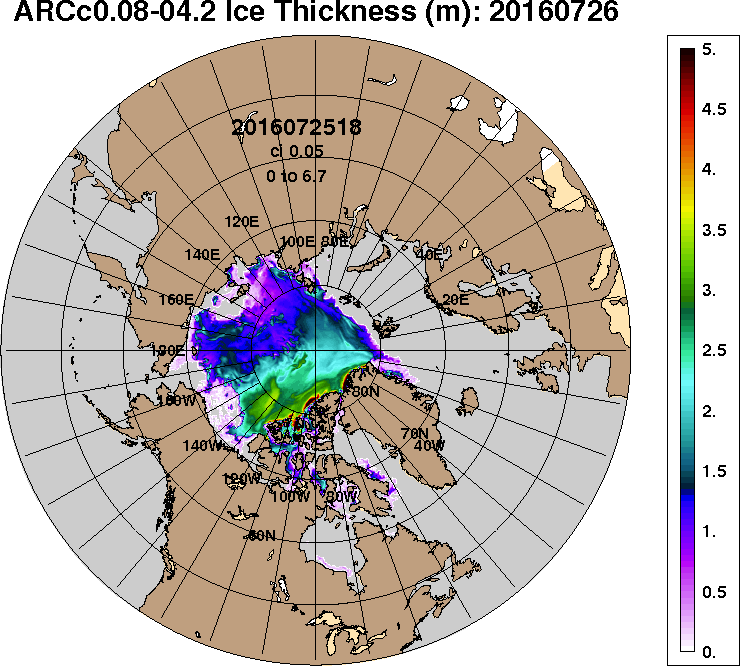 ARCc0.08-04.2 Ice Thickness (m): 20160726
2016072518
ci 0.05
0 to 6.7
120E
100E 80E
140E
40E
160E
20E
180E
160W
80N
140W
70N
40W
120W
100W
80W
60N
5.
4.5
4.
3.5
3.
2.5
2.
1.5
1.
0.5
0.